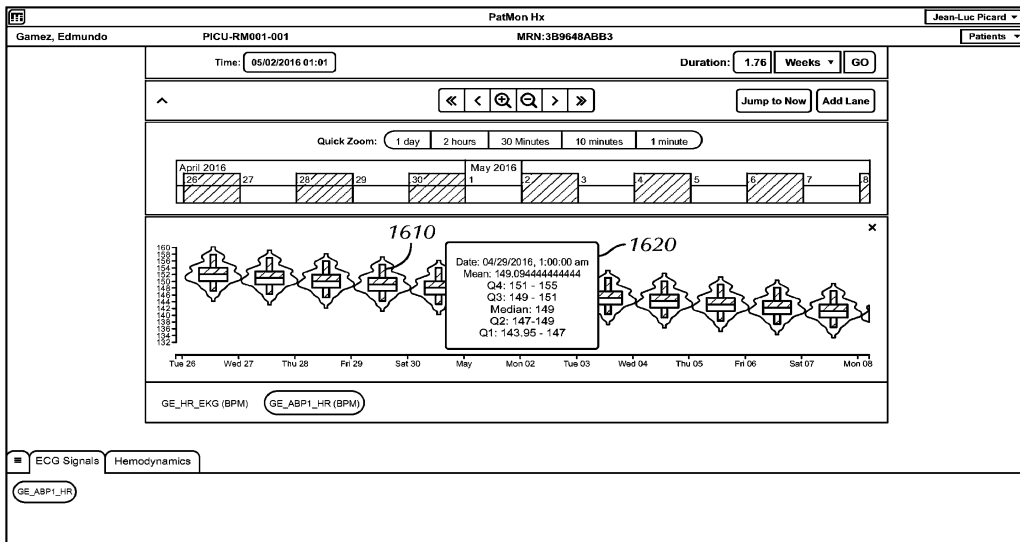 PatMon Hx
Jean-Luc Picard
Gamez, Edmundo PICU-RM001-001 MRN:3B9648ABB3 Patients
Time: 05/02/2016 01:01 Duration: 1.76 Weeks GO
Jump to Now Add Lane
Quick Zoom: 1 day 2 hours 30 Minutes 10 minutes 1 minute
April 2016 May 2016
26 27 28 29 30 1 2 3 4 5 6 7 8
1610
1620
160
158
156
154
152
150
148
146
144
142
140
138
136
134
132
Date: 04/29/2016, 1:00:00 am
Mean: 149.094444444444
Q4: 151 - 155
Q3: 149 - 151
Median: 149
Q2: 147-149
Q1: 143.95 - 147
Tue 26 Wed 27 Thu 28 Fri 29 Sat 30 May Mon 02 Tue 03 Wed 04 Thu 05 Fri 06 Sat 07 Mon 08
GE_HR_EKG (BPM) GE_ABP1_HR (BPM)
ECG Signals Hemodynamics
GE_ABP1_HR